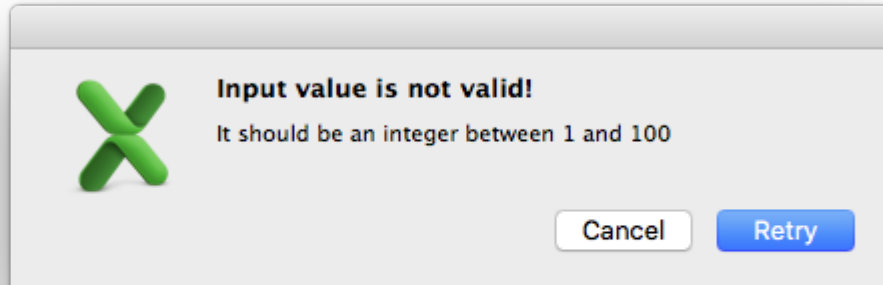 Input value is not valid!
It should be an integer between 1 and 100
Cancel Retry